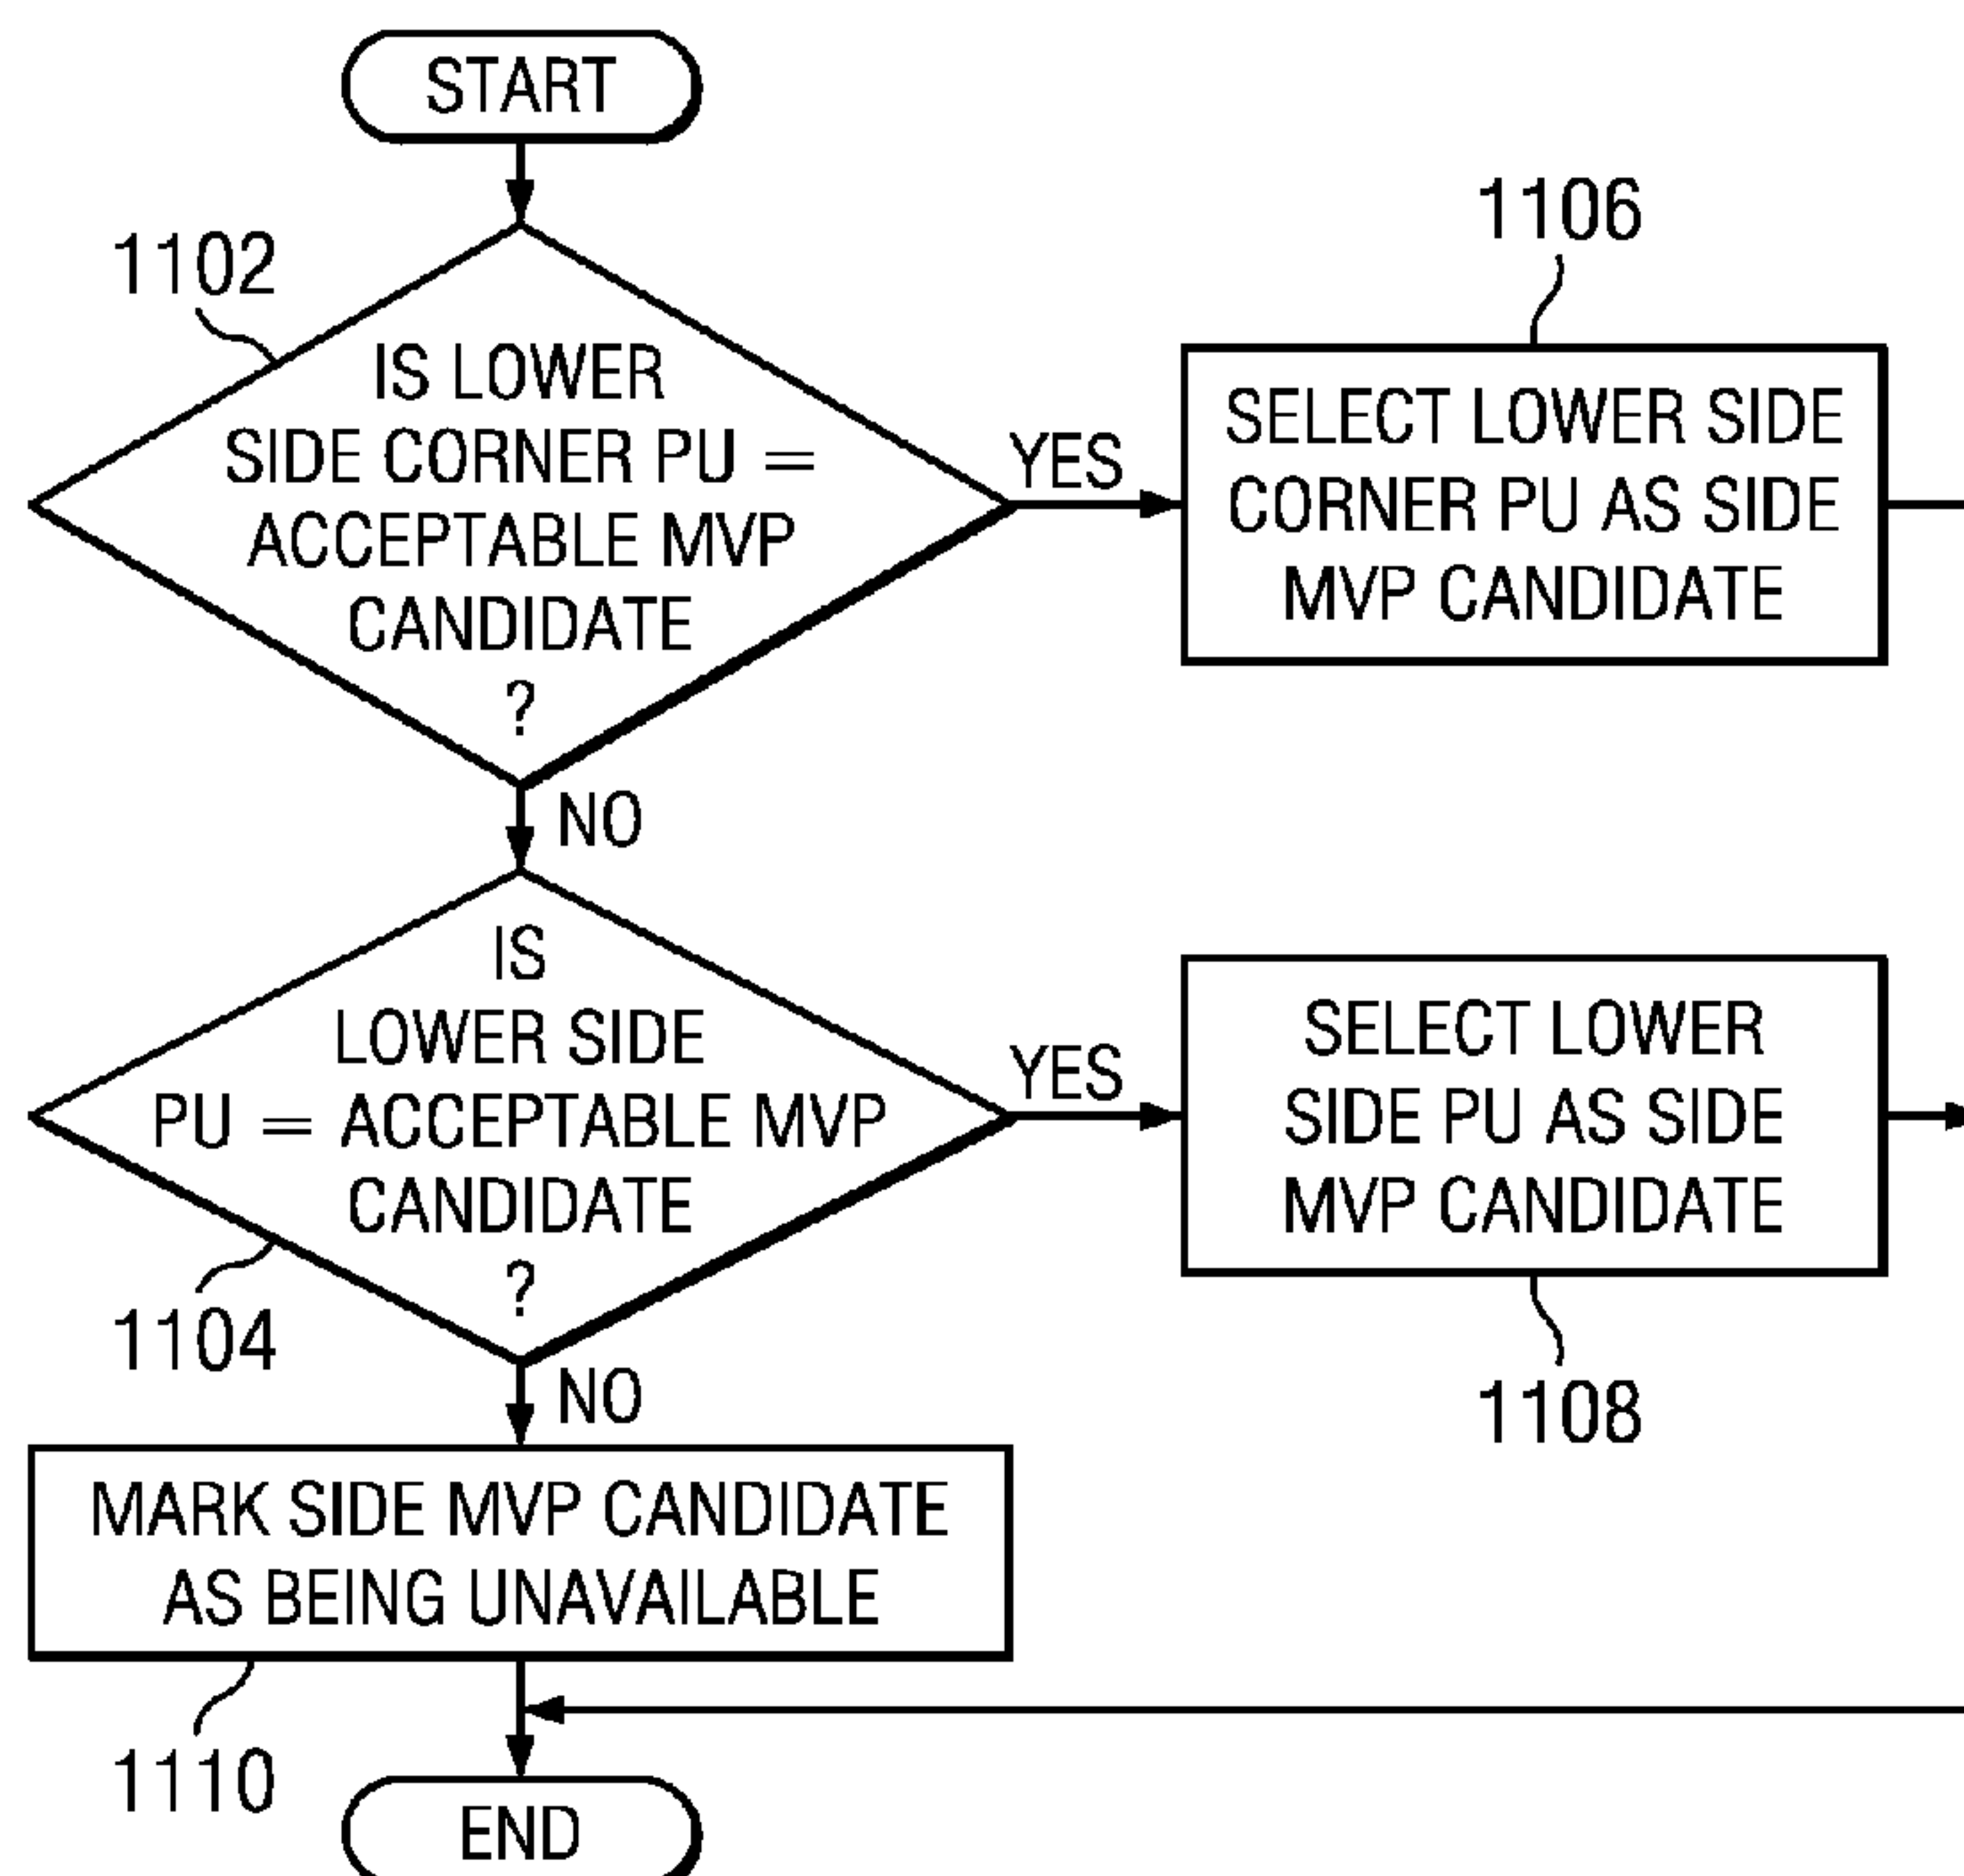 START
1102
IS LOWER
SIDE CORNER PU =
ACCEPTABLE MVP
CANDIDATE
?
YES
1106
SELECT LOWER SIDE
CORNER PU AS SIDE
MVP CANDIDATE
NO
IS
LOWER SIDE
PU = ACCEPTABLE MVP
CANDIDATE
?
1104
YES
SELECT LOWER
SIDE PU AS SIDE
MVP CANDIDATE
1108
NO
MARK SIDE MVP CANDIDATE
AS BEING UNAVAILABLE
1110
END